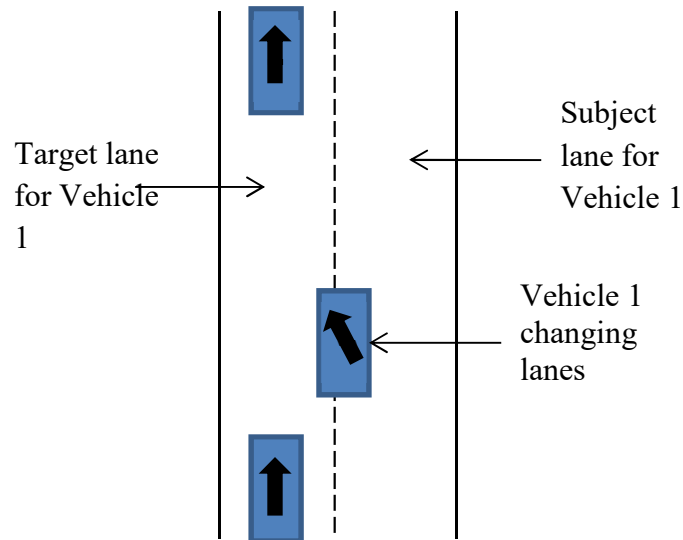 Target lane
for Vehicle
1
Subject
lane for
Vehicle 1
Vehicle 1
changing
lanes